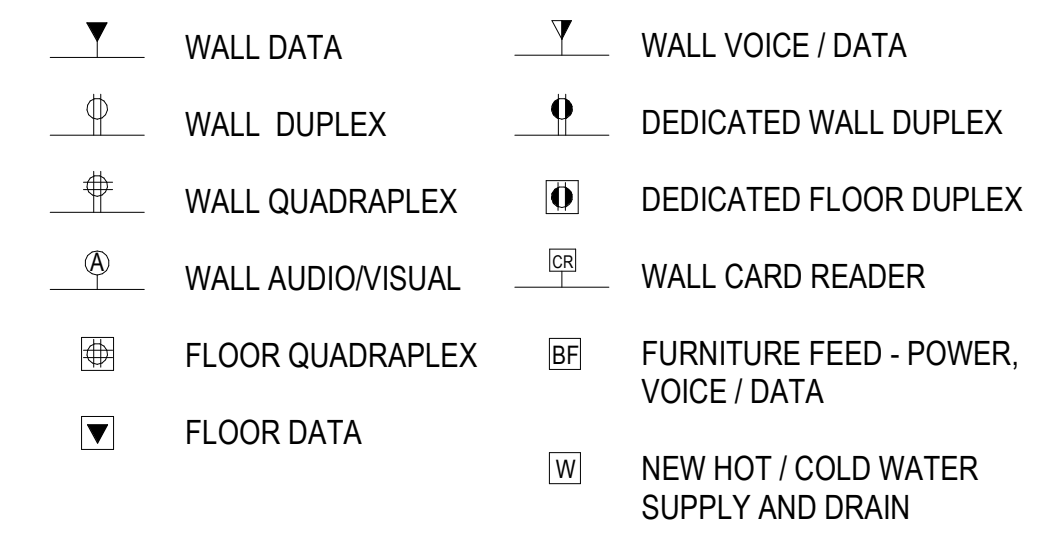 WALL DATA
WALL DUPLEX
WALL QUADRAPLEX
A
WALL AUDIO/VISUAL
FLOOR QUADRAPLEX
FLOOR DATA
WALL VOICE / DATA
DEDICATED WALL DUPLEX
DEDICATED FLOOR DUPLEX
CR
WALL CARD READER
BF
FURNITURE FEED - POWER,
VOICE / DATA
W
NEW HOT / COLD WATER
SUPPLY AND DRAIN